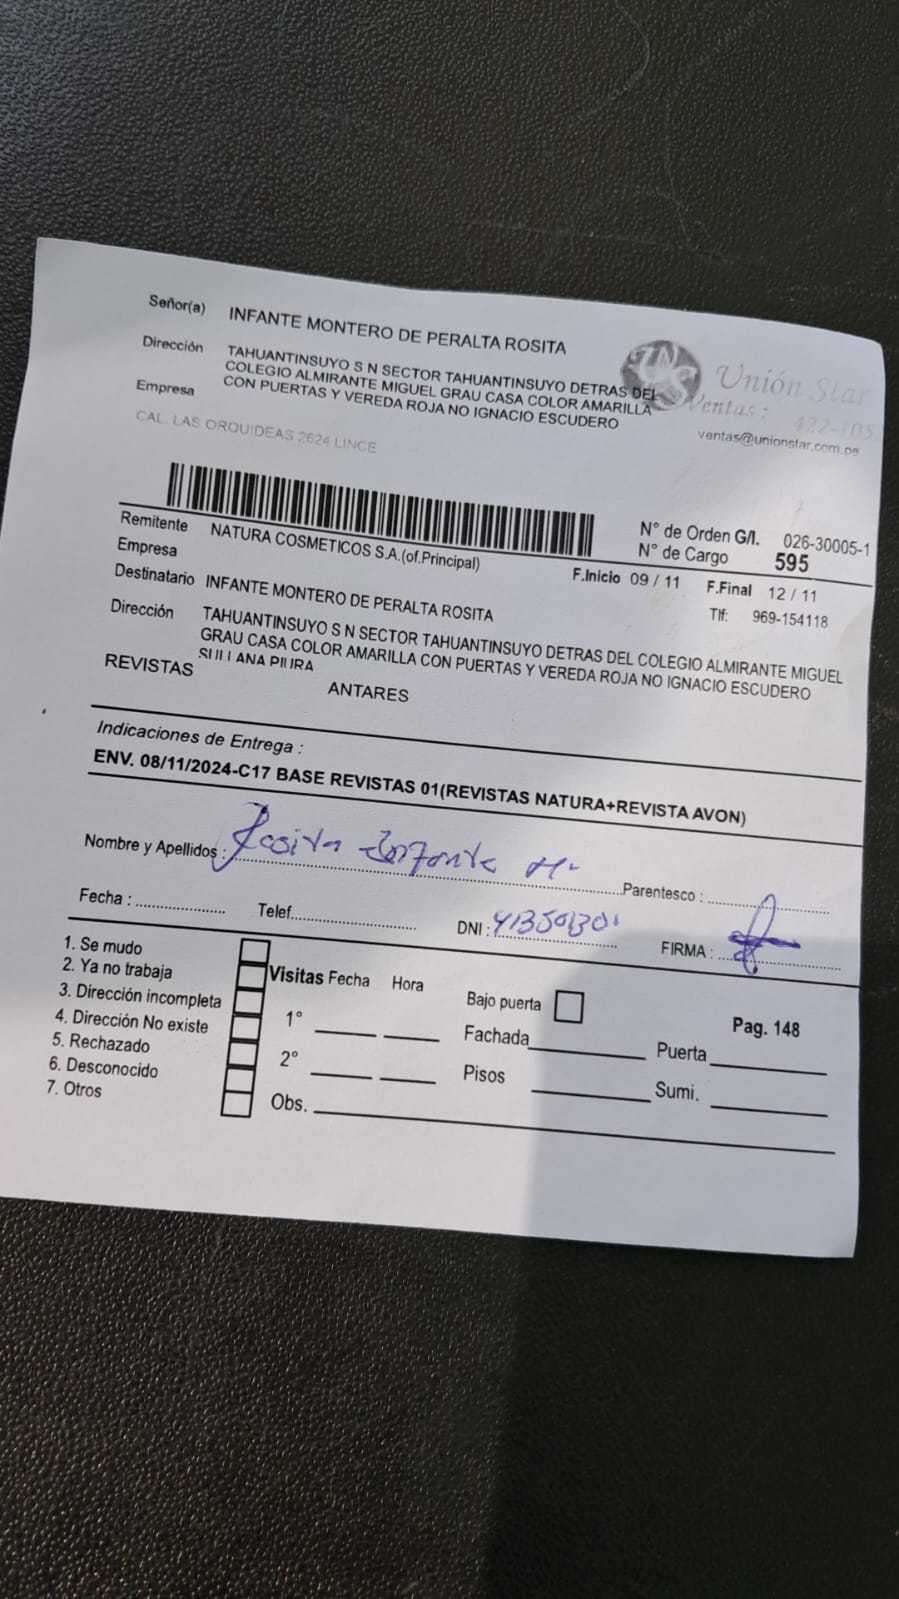 Señor(a) INFANTE MONTERO DE PERALTA ROSITA
Dirección TAHUANTINSUYO S N SECTOR TAHUANTINSUYO DETRAS DEL
COLEGIO ALMIRANTE MIGUEL GRAU CASA COLOR AMARILLA
CON PUERTAS Y VEREDA ROJA NO IGNACIO ESCUDERO
Empresa
CAL. LAS ORQUIDEAS 2624 LINCE
Unión Star
Ventas :
ventas@unionstar.com.pe
N° de Orden G/I. 026-30005-1
N° de Cargo 595
Remitente NATURA COSMETICOS S.A.(of.Principal)
Empresa
F.Inicio 09 / 11 F.Final 12 / 11
Destinatario INFANTE MONTERO DE PERALTA ROSITA
Tlf: 969-154118
Dirección TAHUANTINSUYO S N SECTOR TAHUANTINSUYO DETRAS DEL COLEGIO ALMIRANTE MIGUEL
GRAU CASA COLOR AMARILLA CON PUERTAS Y VEREDA ROJA NO IGNACIO ESCUDERO
SULLANA PIURA
REVISTAS ANTARES
Indicaciones de Entrega :
ENV. 08/11/2024-C17 BASE REVISTAS 01(REVISTAS NATURA+REVISTA AVON)
Nombre y Apellidos : Rosita Infante M. Parentesco :
Fecha : Telef. DNI : FIRMA :
1. Se mudo
2. Ya no trabaja
3. Dirección incompleta
4. Dirección No existe
5. Rechazado
6. Desconocido
7. Otros
Visitas Fecha Hora
1°
2°
Obs.
Bajo puerta
Fachada
Pisos
Pag. 148
Puerta
Sumi.